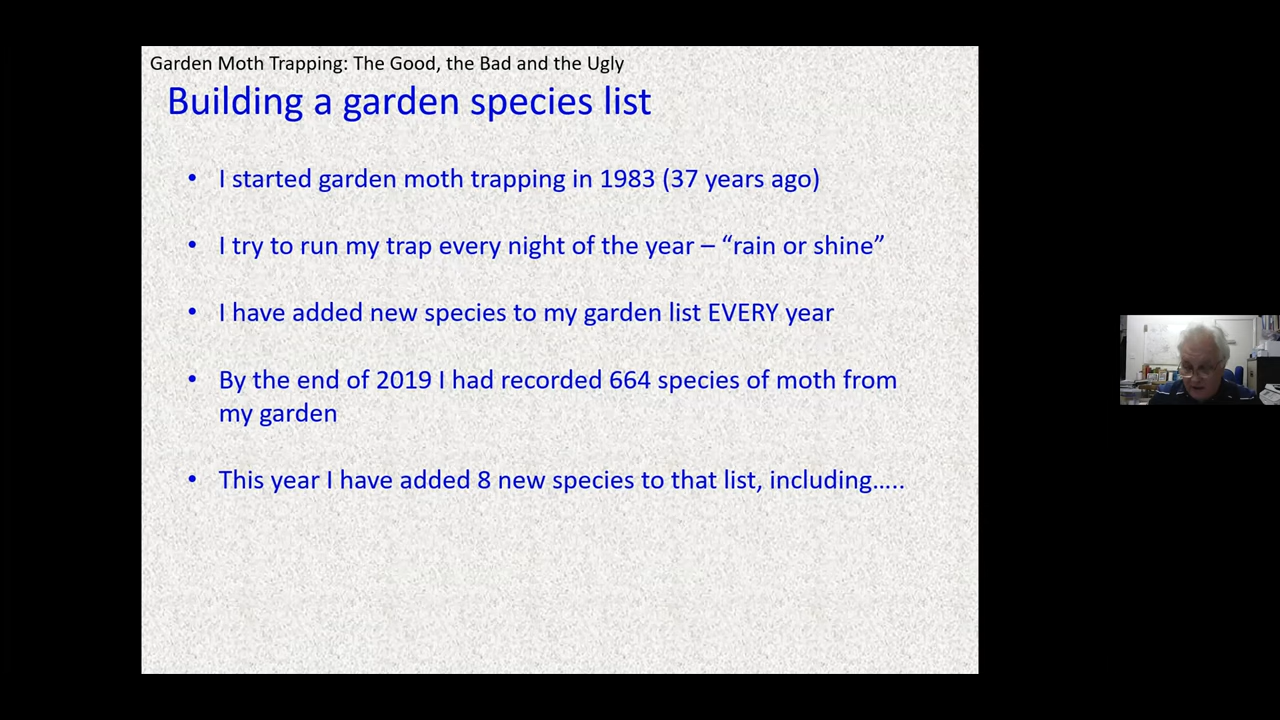 Garden Moth Trapping: The Good, the Bad and the Ugly
Building a garden species list
• I started garden moth trapping in 1983 (37 years ago)
• I try to run my trap every night of the year – “rain or shine”
• I have added new species to my garden list EVERY year
• By the end of 2019 I had recorded 664 species of moth from
my garden
• This year I have added 8 new species to that list, including…..